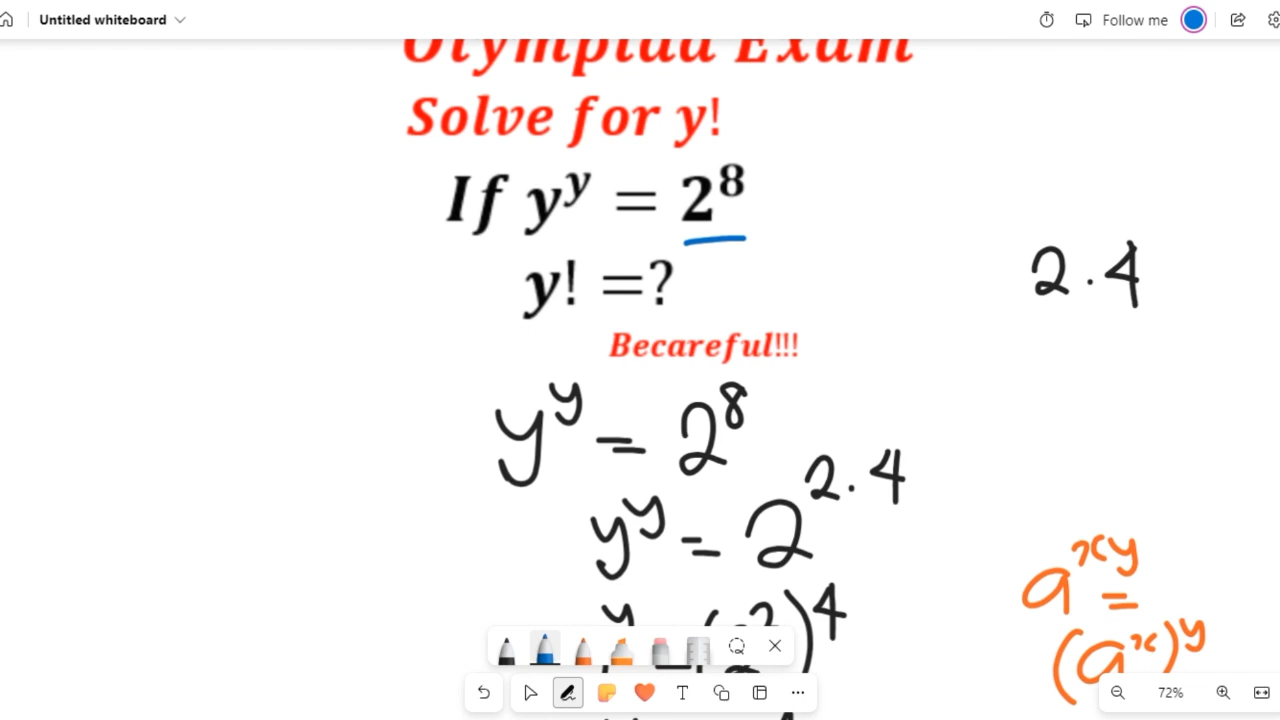 Untitled whiteboard
Follow me
Olympiad Exam
Solve for y!
If y^y = 2^8
y! =?
Becareful!!!
2.4
y^y = 2^8
y^y = 2^2.4
a^xy =
(a^x)^y
72%